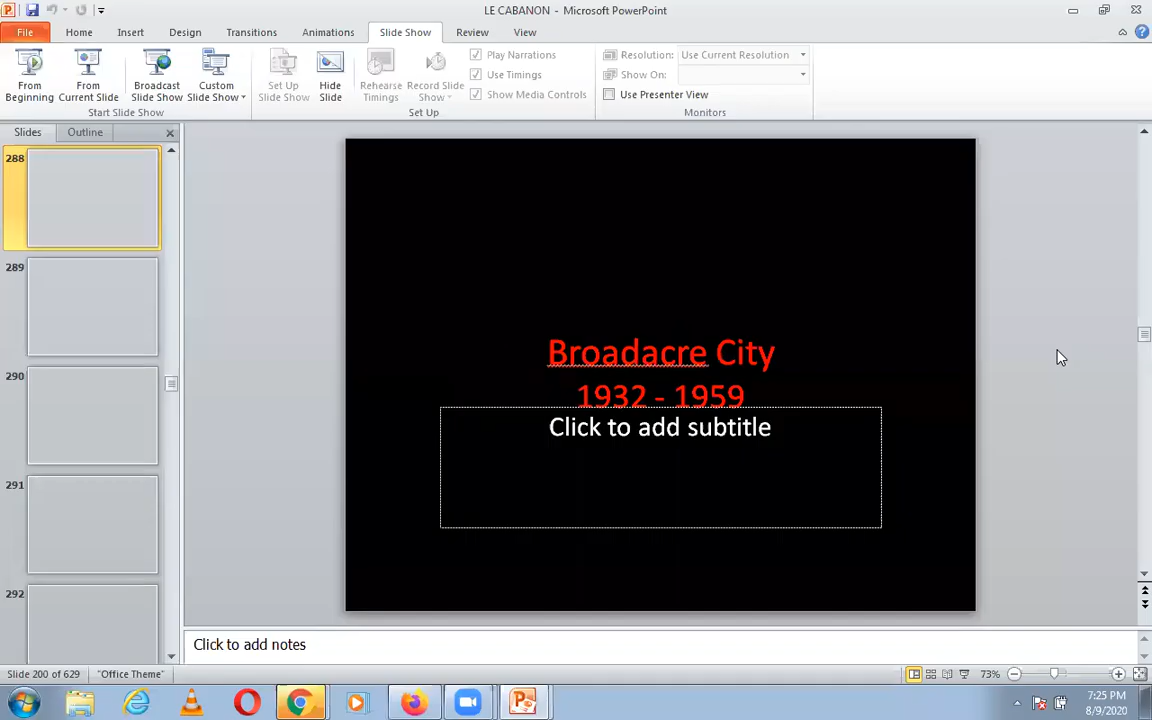 LE CABANON - Microsoft PowerPoint
File Home Insert Design Transitions Animations Slide Show Review View
From Beginning
From Current Slide
Broadcast Slide Show
Custom Slide Show
Set Up Slide Show
Hide Slide
Rehearse Timings
Record Slide Show
Play Narrations
Use Timings
Show Media Controls
Resolution: Use Current Resolution
Show On:
Use Presenter View
Start Slide Show
Set Up
Monitors
Slides Outline
288
289
290
291
292
Broadacre City
1932 - 1959
Click to add subtitle
Click to add notes
Slide 200 of 629 "Office Theme" 73%
7:25 PM
8/9/2020